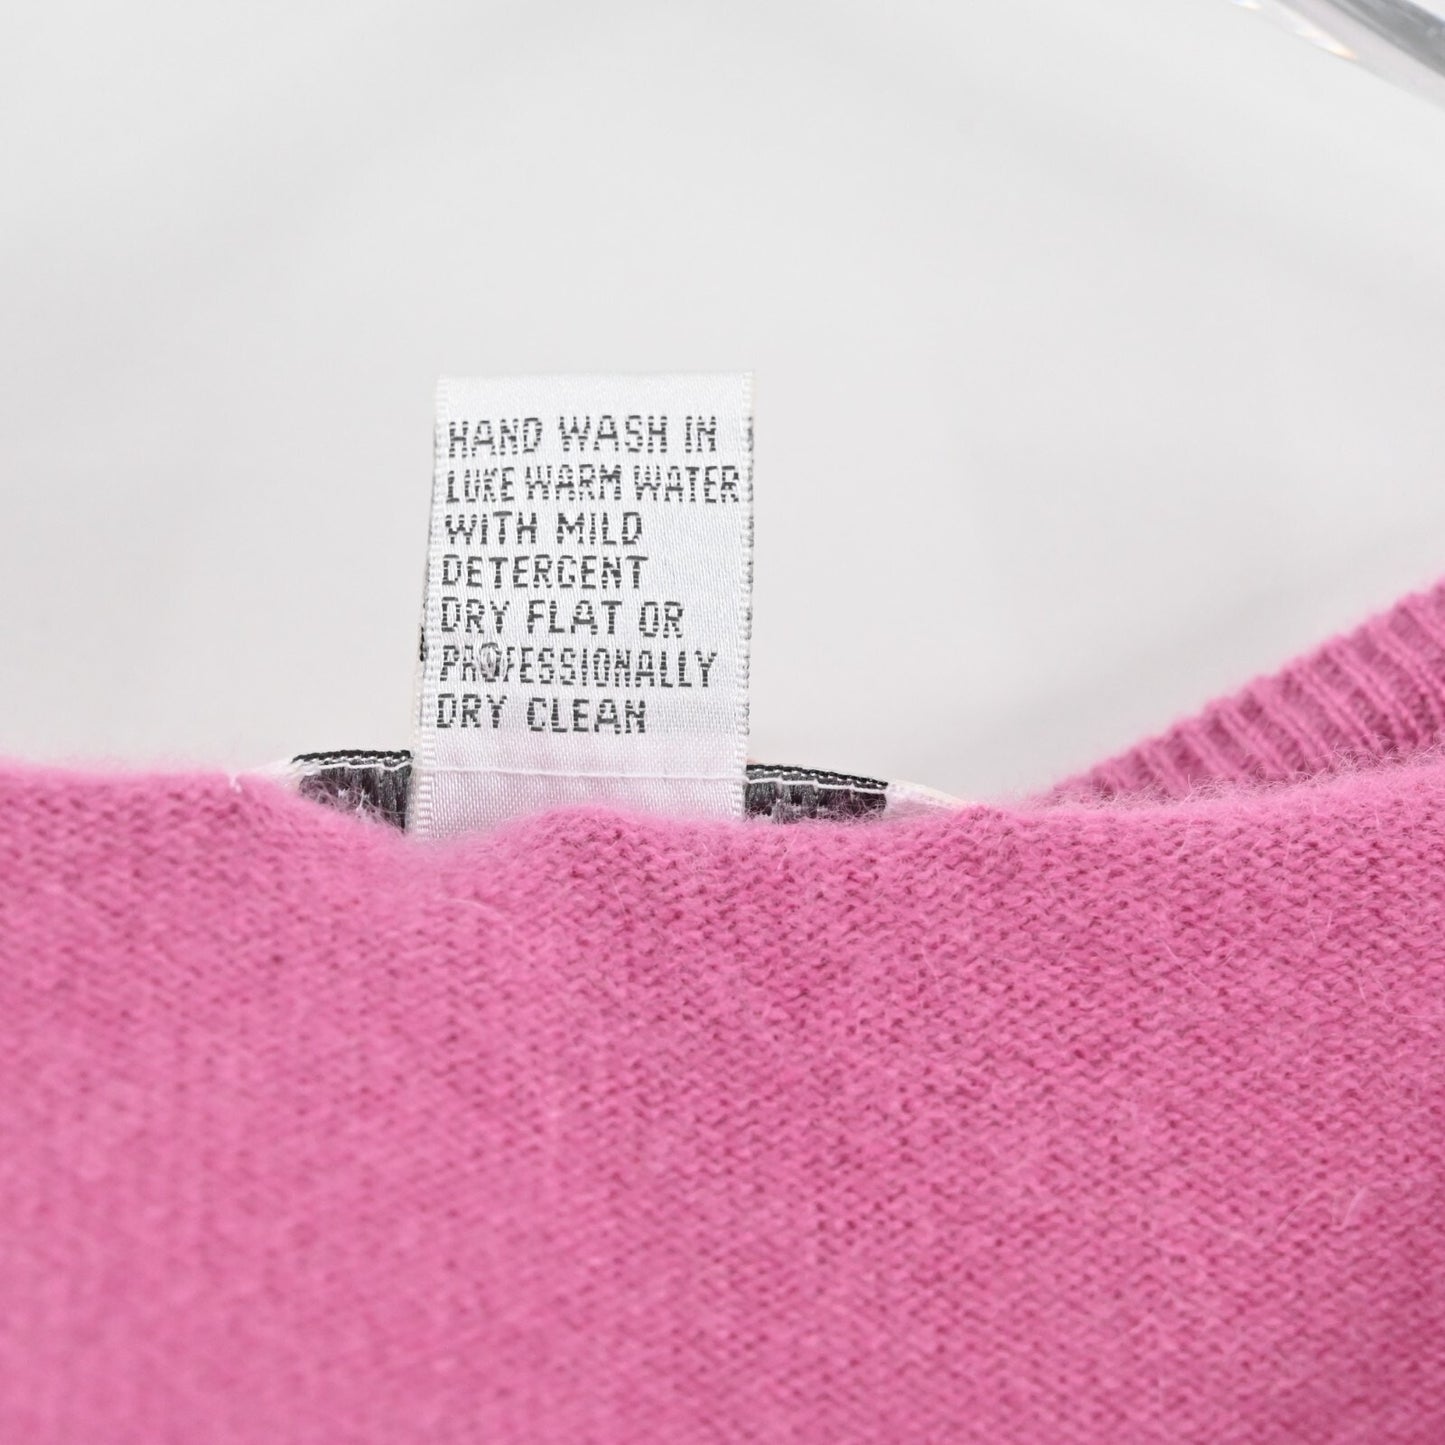 HAND WASH IN
LUKE WARM WATER
WITH MILD
DETERGENT
DRY FLAT OR
PROFESSIONALLY
DRY CLEAN